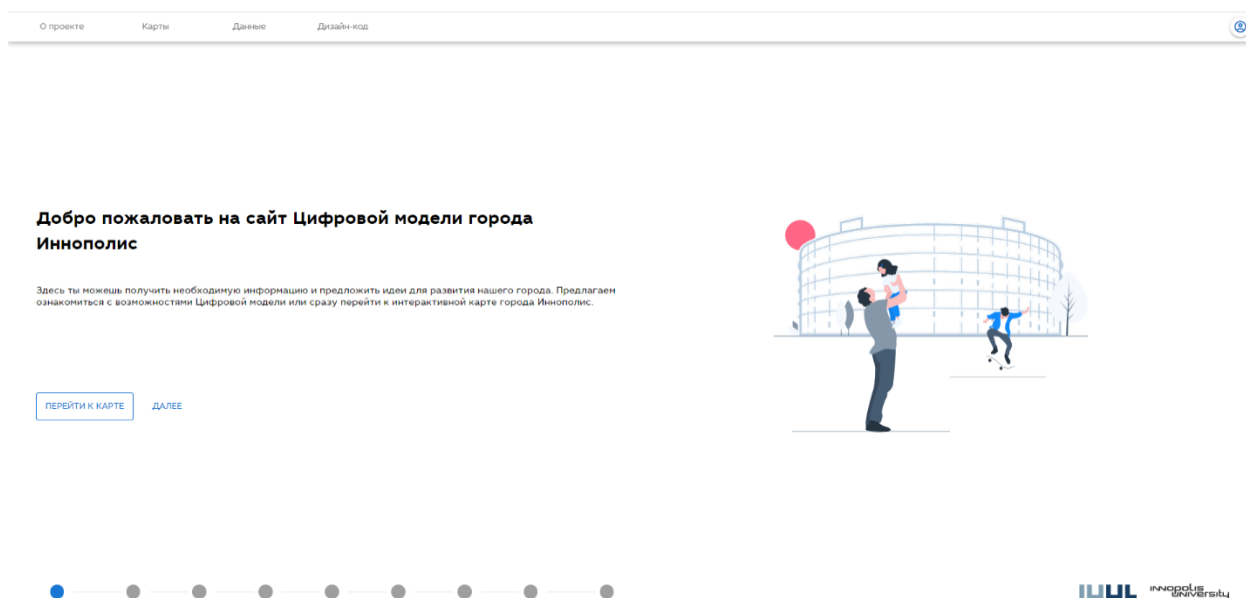 О проекте Карты Данные Дизайн-код
Добро пожаловать на сайт Цифровой модели города
Иннополис
Здесь ты можешь получить необходимую информацию и предложить идеи для развития нашего города. Предлагаем
ознакомиться с возможностями Цифровой модели или сразу перейти к интерактивной карте города Иннополис.
ПЕРЕЙТИ К КАРТЕ ДАЛЕЕ
innopolis
university